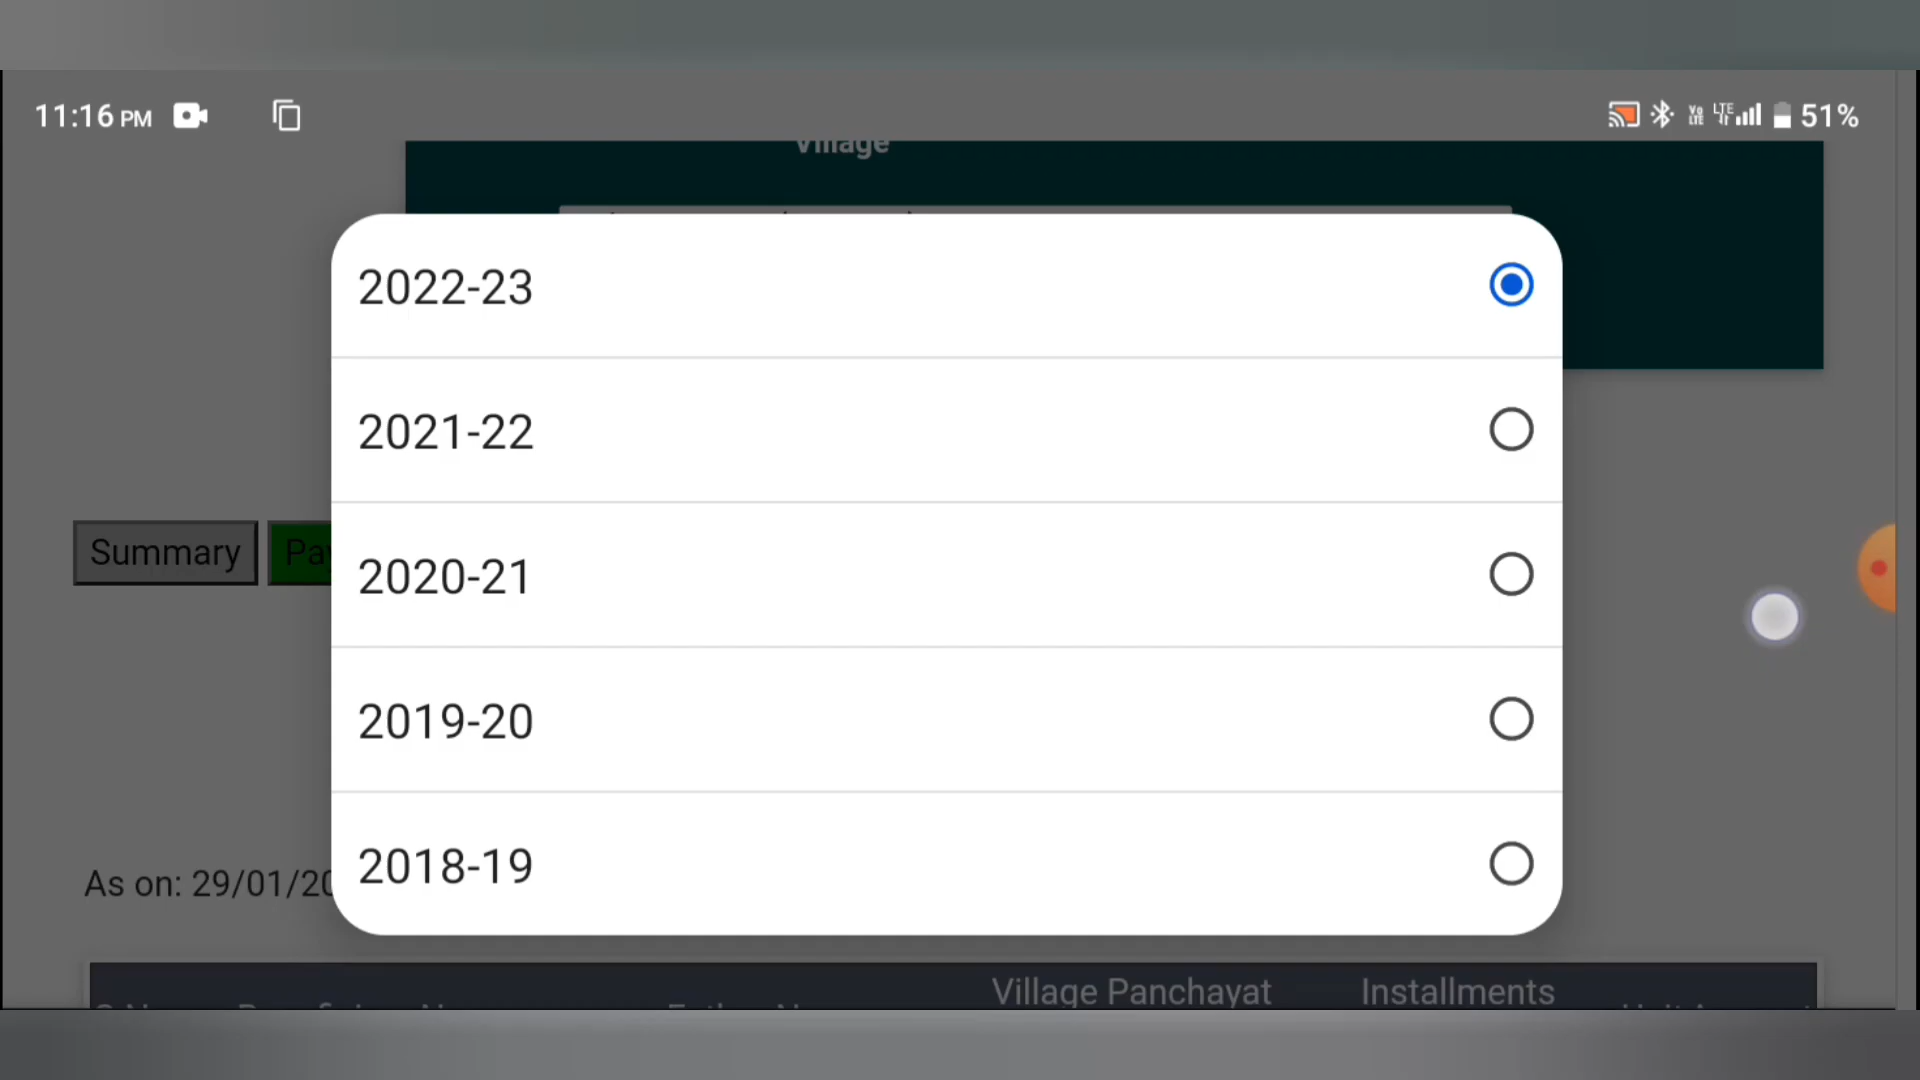 11:16 PM
51%
Village
2022-23
2021-22
Summary
2020-21
2019-20
2018-19
As on: 29/01/20
Village Panchayat
Installments